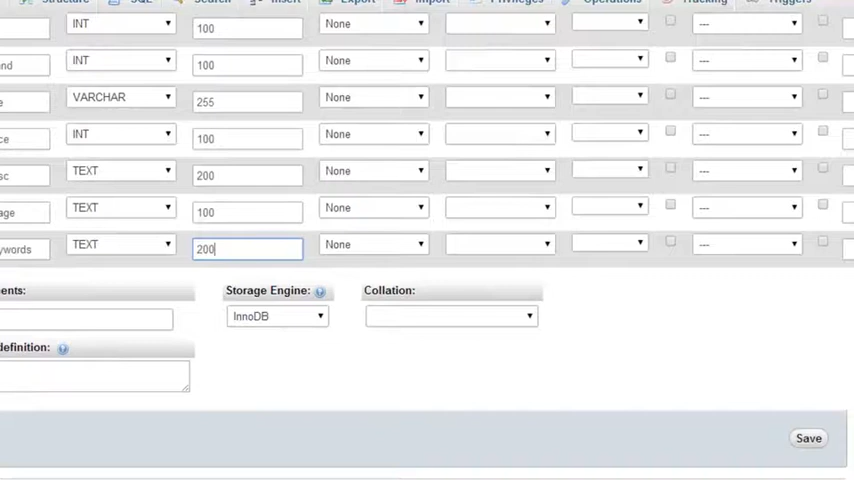 Structure SQL Search Insert Export Import Privileges Operations Tracking Triggers
INT 100 None ---
nd INT 100 None ---
e VARCHAR 255 None ---
ce INT 100 None ---
sc TEXT 200 None ---
age TEXT 100 None ---
ywords TEXT 200 None ---
ents: Storage Engine: Collation:
InnoDB
definition:
Save